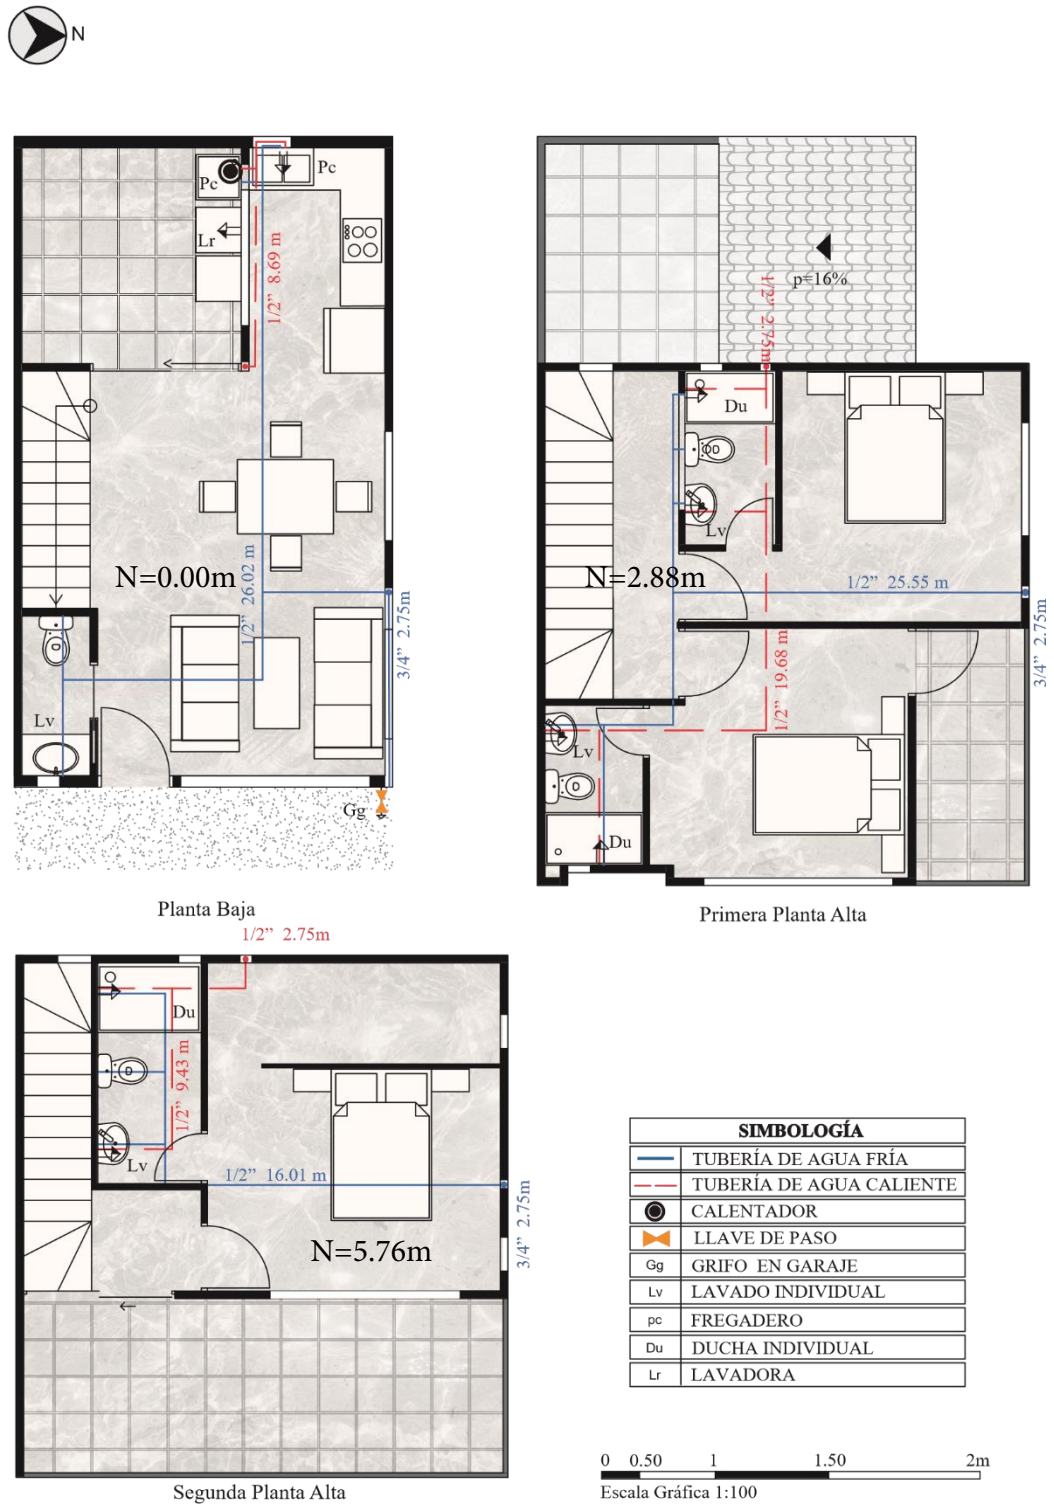 N
Pc
Pc
Lr
1/2” 8.69 m
N=0.00m
1/2” 26.02 m
3/4” 2.75m
Lv
Gg
Planta Baja
p=16%
1/2” 2.75m
Du
Lv
N=2.88m
1/2” 25.55 m
3/4” 2.75m
1/2” 19.68 m
Lv
Du
Primera Planta Alta
1/2” 2.75m
Du
1/2” 9.43 m
Lv
1/2” 16.01 m
3/4” 2.75m
N=5.76m
Segunda Planta Alta
SIMBOLOGÍA
TUBERÍA DE AGUA FRÍA
TUBERÍA DE AGUA CALIENTE
CALENTADOR
LLAVE DE PASO
Gg GRIFO EN GARAJE
Lv LAVADO INDIVIDUAL
pc FREGADERO
Du DUCHA INDIVIDUAL
Lr LAVADORA
0 0.50 1 1.50 2m
Escala Gráfica 1:100